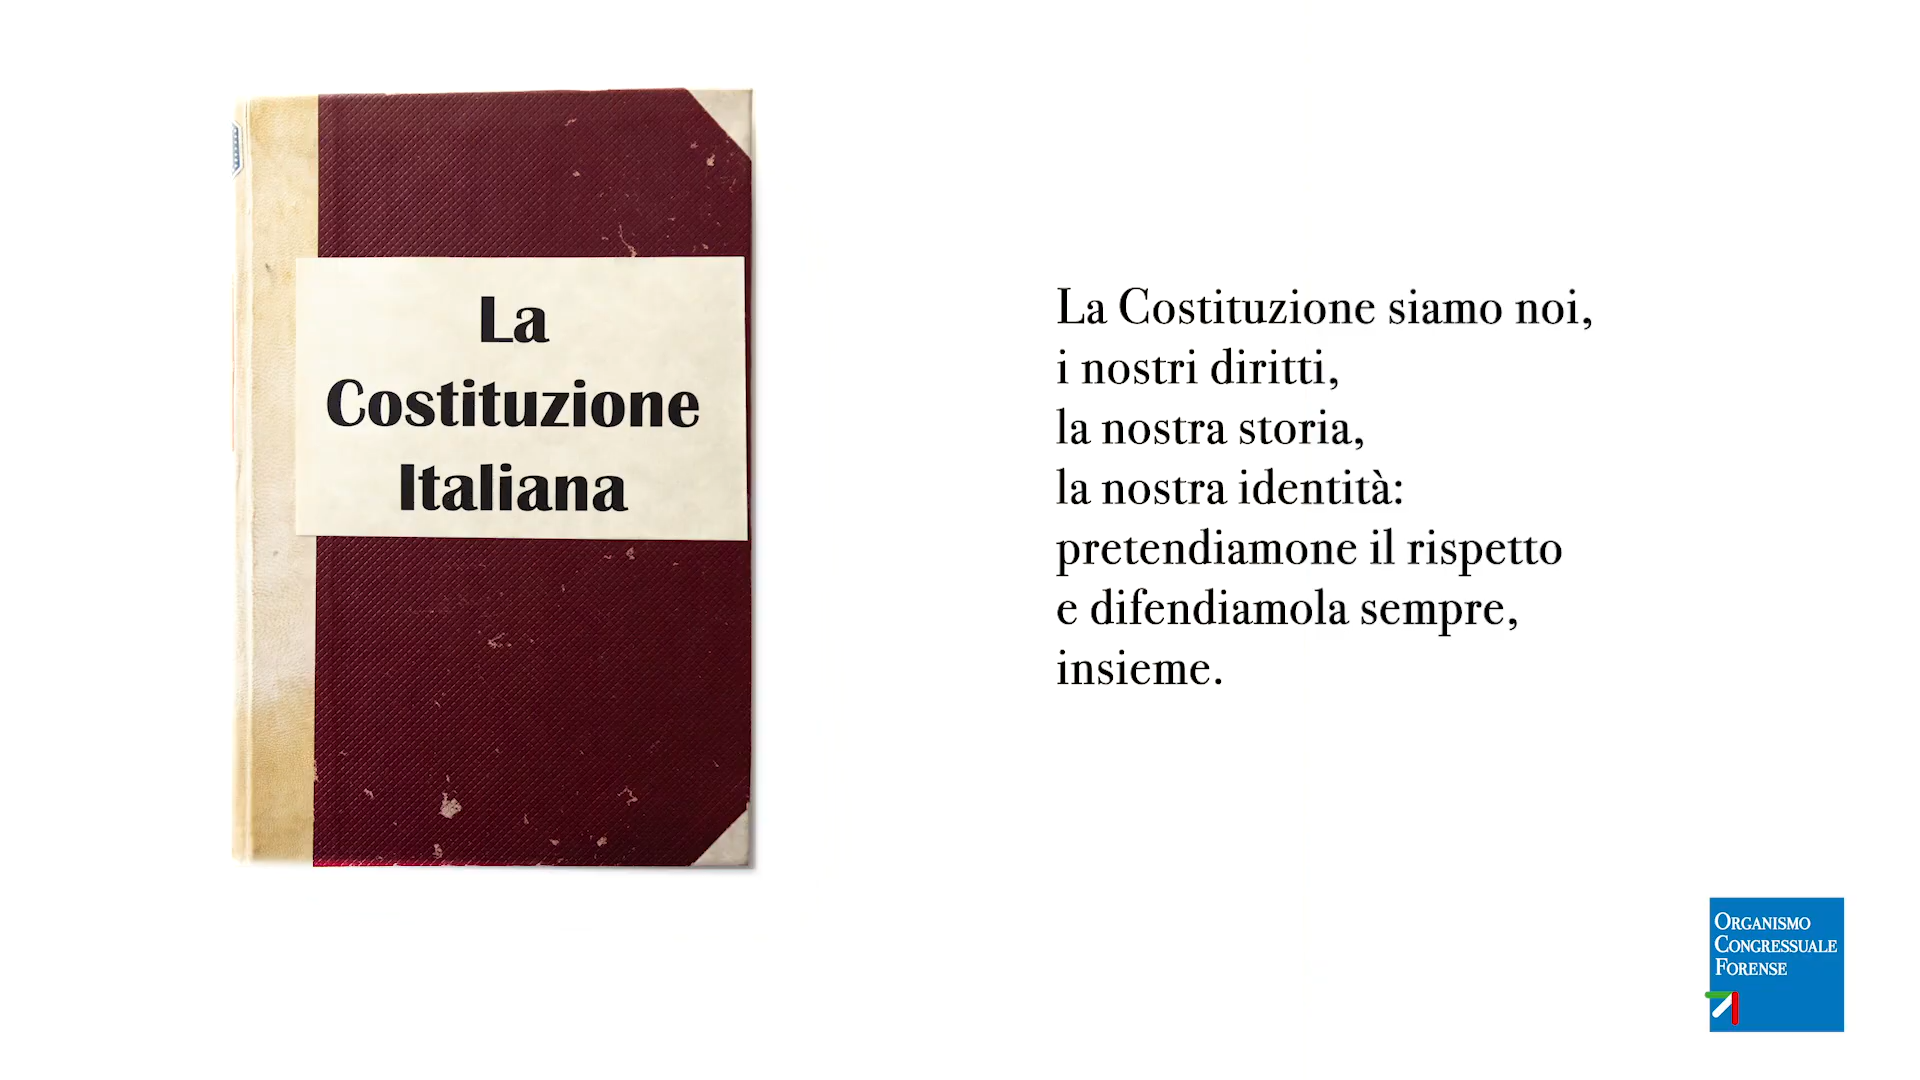 La
Costituzione
Italiana
La Costituzione siamo noi,
i nostri diritti,
la nostra storia,
la nostra identità:
pretendiamone il rispetto
e difendiamola sempre,
insieme.
ORGANISMO
CONGRESSUALE
FORENSE